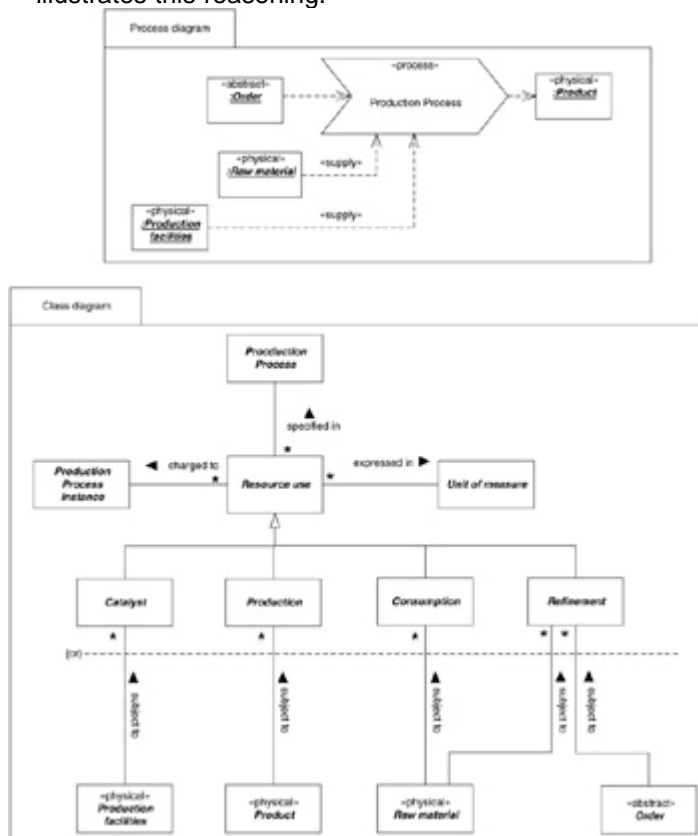 illustrates this reasoning.
Process diagram
«process»
Production Process
«abstract»
:Order
«physical»
:Product
«physical»
:Raw material
«supply»
«physical»
:Production
facilities
«supply»
Class diagram
Production
Process
specified in
*
Production
Process
Instance
charged to
*
Resource use
*
expressed in
Unit of measure
Catalyst
Production
Consumption
Refinement
*
*
*
*
*
{or}
subject to
subject to
subject to
subject to
subject to
«physical»
Production
facilities
«physical»
Product
«physical»
Raw material
«abstract»
Order